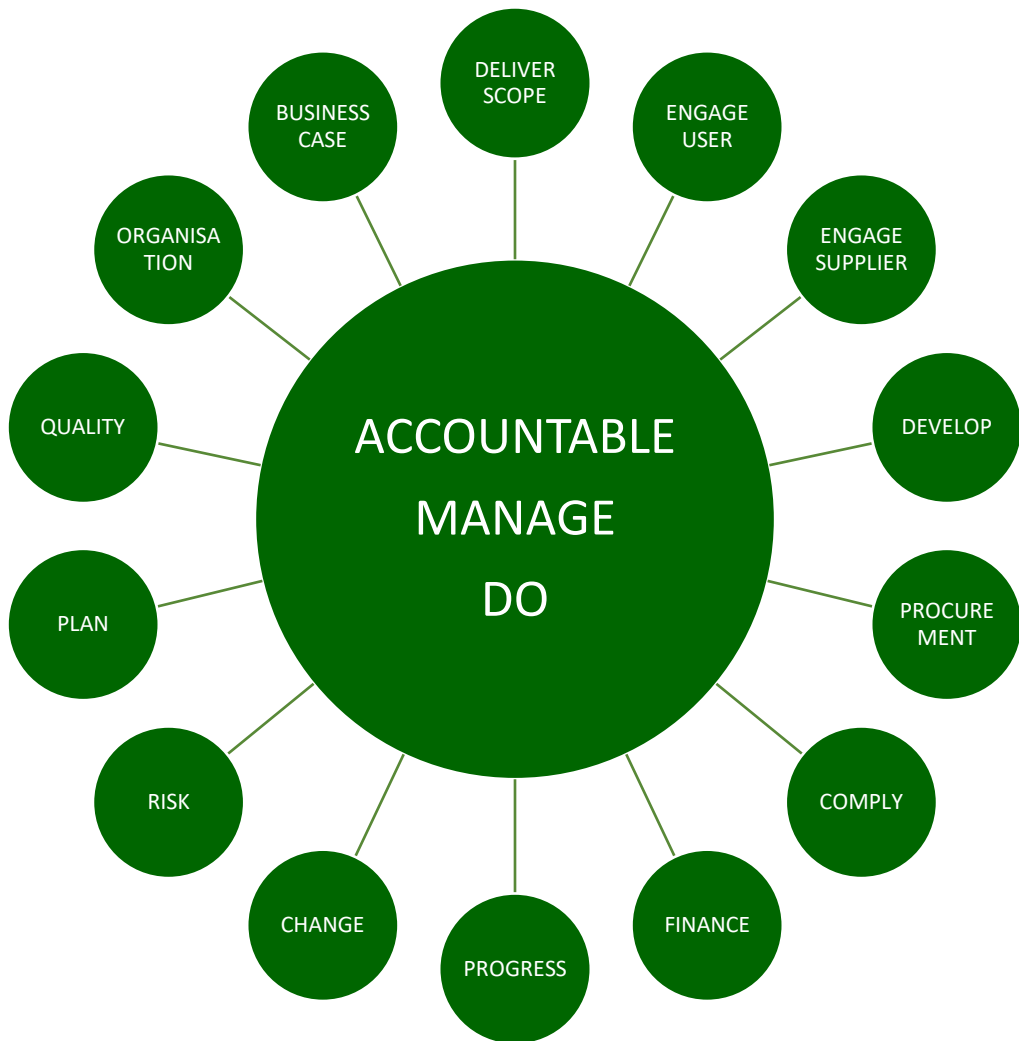 DELIVER
SCOPE
ENGAGE
USER
ENGAGE
SUPPLIER
DEVELOP
PROCURE
MENT
COMPLY
FINANCE
PROGRESS
CHANGE
RISK
PLAN
QUALITY
ORGANISA
TION
BUSINESS
CASE
ACCOUNTABLE
MANAGE
DO